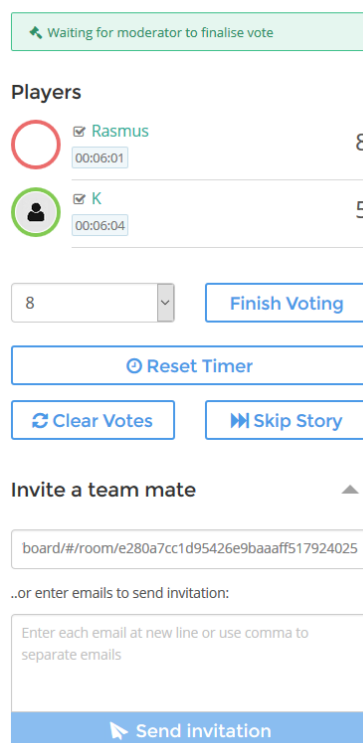 Waiting for moderator to finalise vote
Players
Rasmus
8
00:06:01
K
5
00:06:04
8
Finish Voting
Reset Timer
Clear Votes
Skip Story
Invite a team mate
board/#/room/e280a7cc1d95426e9baaaff517924025
..or enter emails to send invitation:
Enter each email at new line or use comma to
separate emails
Send invitation